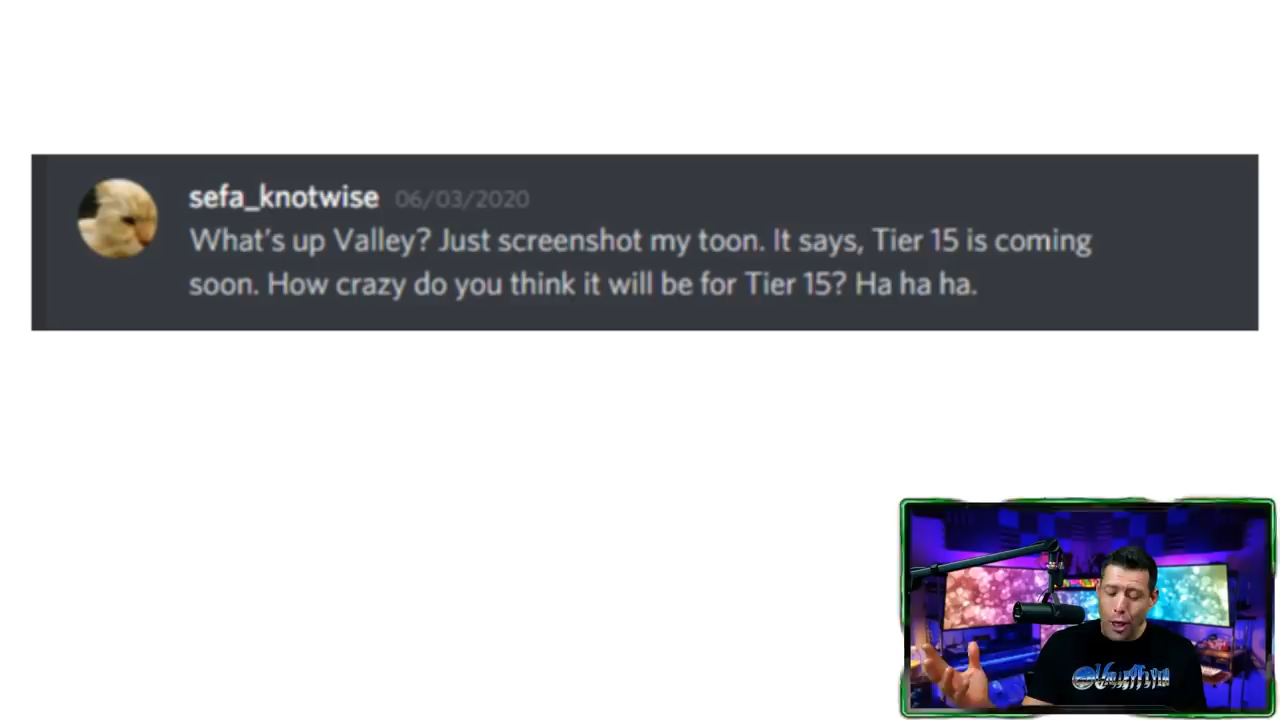 sefa_knotwise 06/03/2020
What's up Valley? Just screenshot my toon. It says, Tier 15 is coming
soon. How crazy do you think it will be for Tier 15? Ha ha ha.